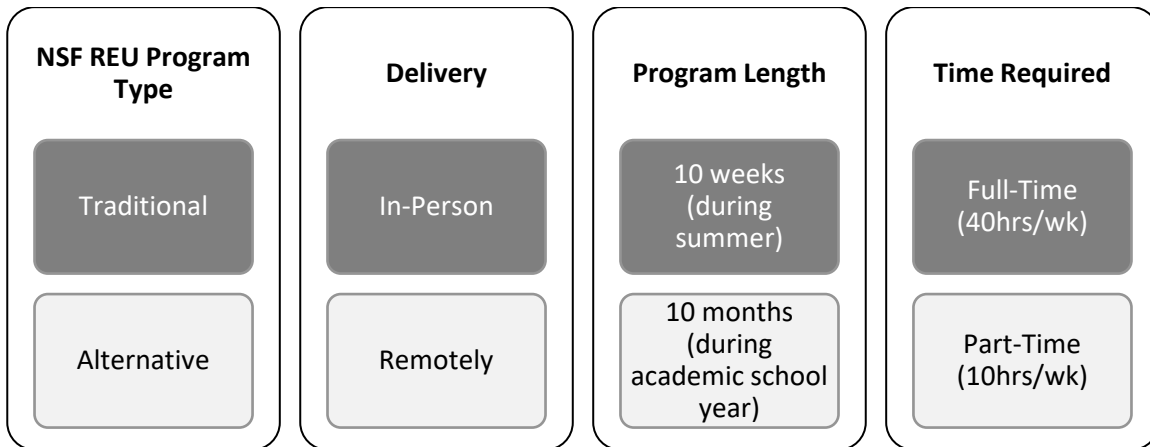 NSF REU Program
Type
Traditional
Alternative
Delivery
In-Person
Remotely
Program Length
10 weeks
(during
summer)
10 months
(during
academic school
year)
Time Required
Full-Time
(40hrs/wk)
Part-Time
(10hrs/wk)